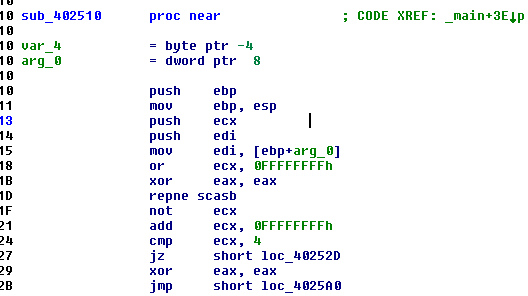 10
10 sub_402510 proc near ; CODE XREF: _main+3E↓p
10
10 var_4 = byte ptr -4
10 arg_0 = dword ptr 8
10
10 push ebp
11 mov ebp, esp
13 push ecx
14 push edi
15 mov edi, [ebp+arg_0]
18 or ecx, 0FFFFFFFFh
1B xor eax, eax
1D repne scasb
1F not ecx
21 add ecx, 0FFFFFFFFh
24 cmp ecx, 4
27 jz short loc_40252D
29 xor eax, eax
2B jmp short loc_4025A0